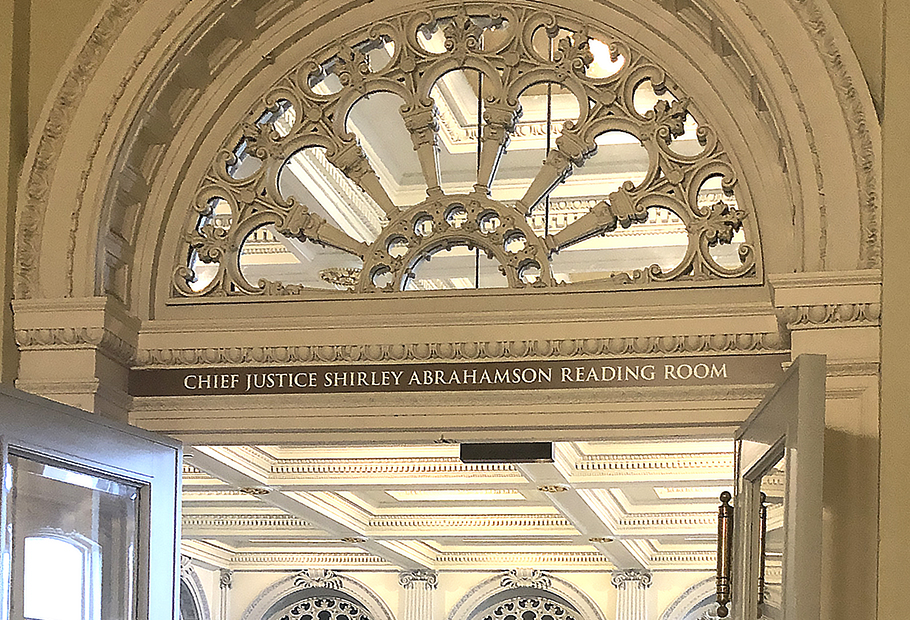 CHIEF JUSTICE SHIRLEY ABRAHAMSON READING ROOM